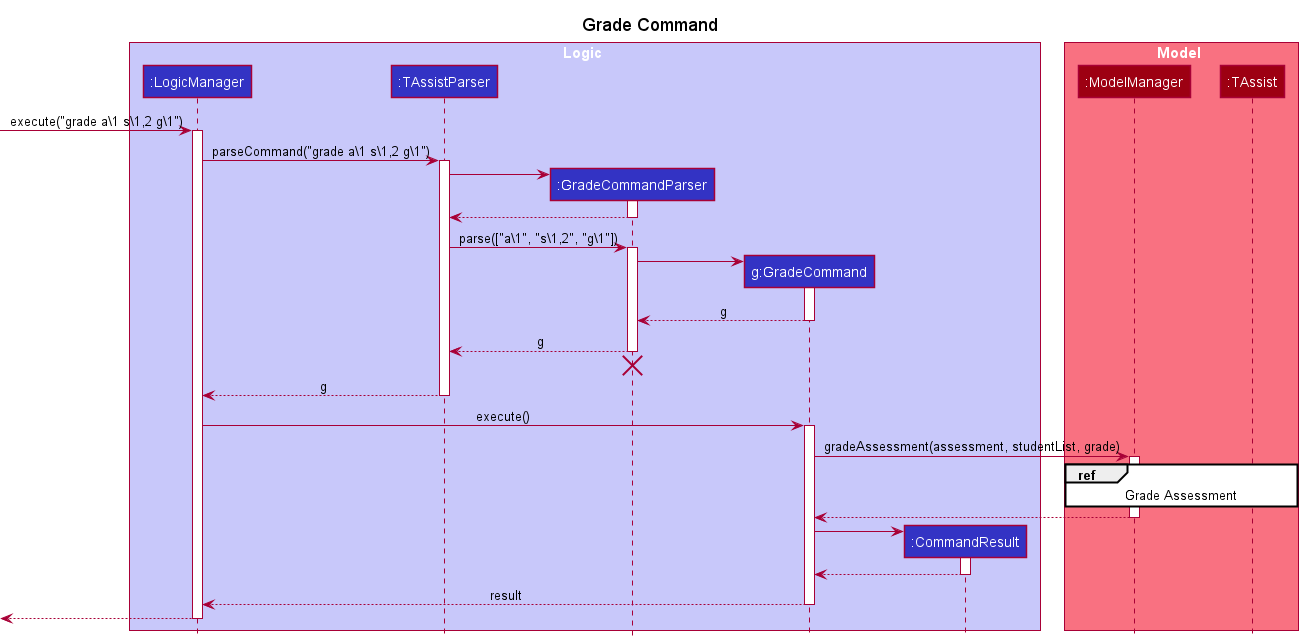 Grade Command
Logic
Model
:LogicManager
:TAssistParser
:ModelManager
:TAssist
execute("grade a\1 s\1,2 g\1")
parseCommand("grade a\1 s\1,2 g\1")
:GradeCommandParser
parse(["a\1", "s\1,2", "g\1"])
g:GradeCommand
g
g
g
execute()
gradeAssessment(assessment, studentList, grade)
ref
Grade Assessment
:CommandResult
result